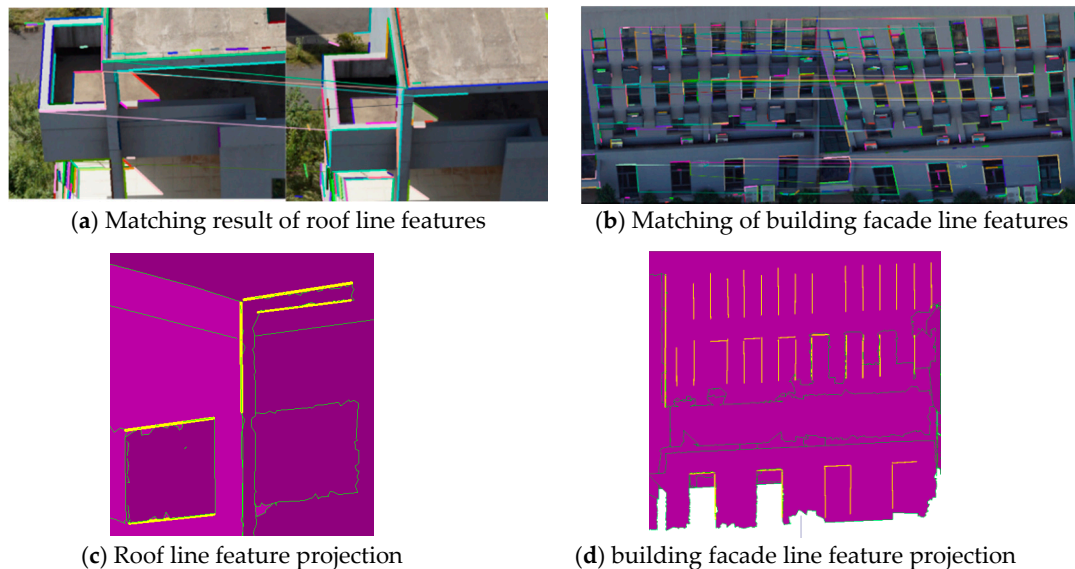 (a) Matching result of roof line features
(b) Matching of building facade line features
(c) Roof line feature projection
(d) building facade line feature projection